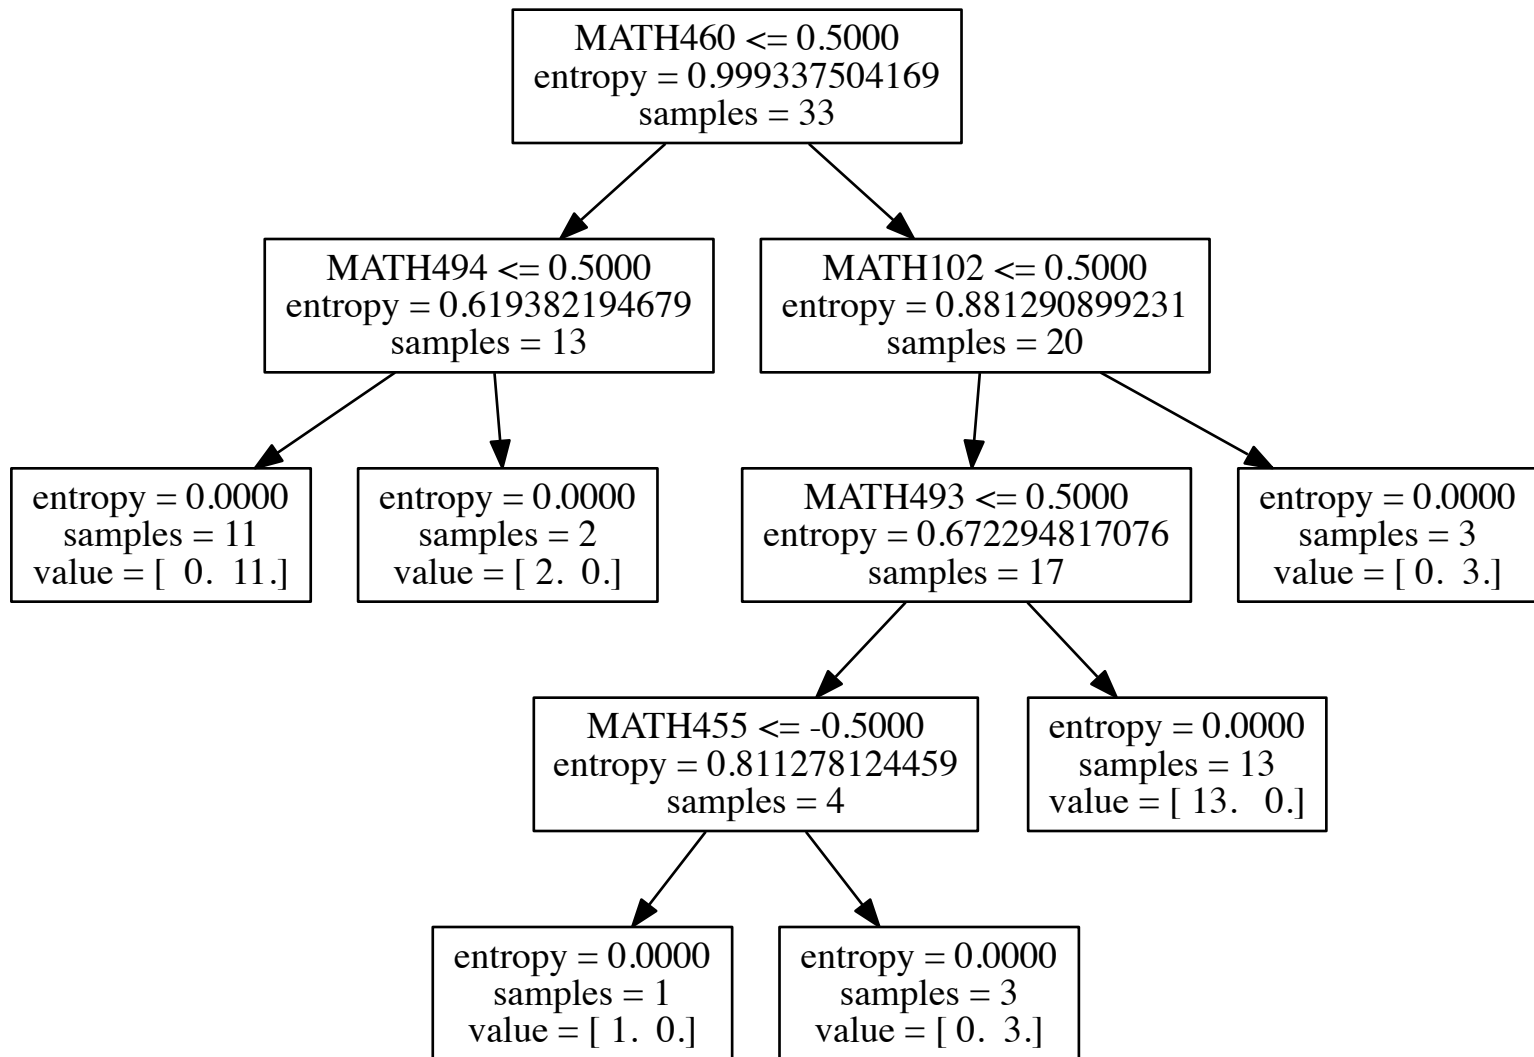 MATH460 <= 0.5000
entropy = 0.999337504169
samples = 33
MATH494 <= 0.5000
entropy = 0.619382194679
samples = 13
MATH102 <= 0.5000
entropy = 0.881290899231
samples = 20
entropy = 0.0000
samples = 11
value = [  0.  11.]
entropy = 0.0000
samples = 2
value = [ 2.  0.]
MATH493 <= 0.5000
entropy = 0.672294817076
samples = 17
entropy = 0.0000
samples = 3
value = [ 0.  3.]
MATH455 <= -0.5000
entropy = 0.811278124459
samples = 4
entropy = 0.0000
samples = 13
value = [ 13.   0.]
entropy = 0.0000
samples = 1
value = [ 1.  0.]
entropy = 0.0000
samples = 3
value = [ 0.  3.]